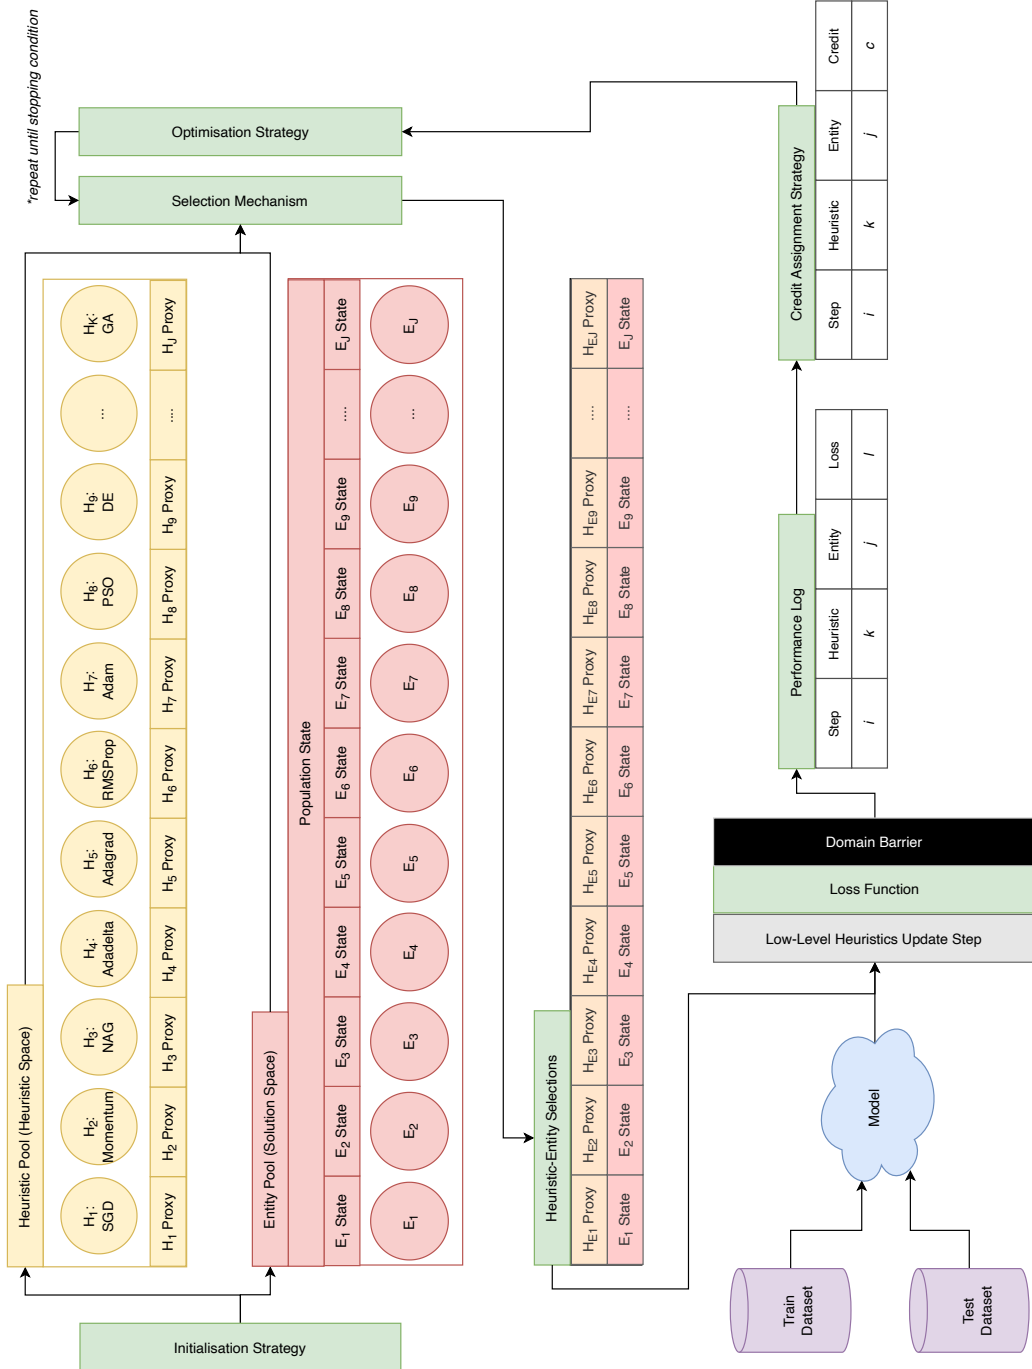 Initialisation Strategy
Heuristic Pool (Heuristic Space)
H1:
SGD
H2:
Momentum
H3:
NAG
H4:
Adadelta
H5:
Adagrad
H6:
RMSProp
H7:
Adam
H8:
PSO
H9:
DE
...
HK:
GA
H1 Proxy
H2 Proxy
H3 Proxy
H4 Proxy
H5 Proxy
H6 Proxy
H7 Proxy
H8 Proxy
H9 Proxy
....
HJ Proxy
Entity Pool (Solution Space)
Population State
E1 State
E2 State
E3 State
E4 State
E5 State
E6 State
E7 State
E8 State
E9 State
....
EJ State
E1
E2
E3
E4
E5
E6
E7
E8
E9
...
EJ
*repeat until stopping condition
Optimisation Strategy
Selection Mechanism
Heuristic-Entity Selections
HE1 Proxy
HE2 Proxy
HE3 Proxy
HE4 Proxy
HE5 Proxy
HE6 Proxy
HE7 Proxy
HE8 Proxy
HE9 Proxy
....
HEJ Proxy
E1 State
E2 State
E3 State
E4 State
E5 State
E6 State
E7 State
E8 State
E9 State
....
EJ State
Train
Dataset
Test
Dataset
Model
Low-Level Heuristics Update Step
Loss Function
Domain Barrier
Performance Log
Step
Heuristic
Entity
Loss
i
k
j
l
Credit Assignment Strategy
Step
Heuristic
Entity
Credit
i
k
j
c